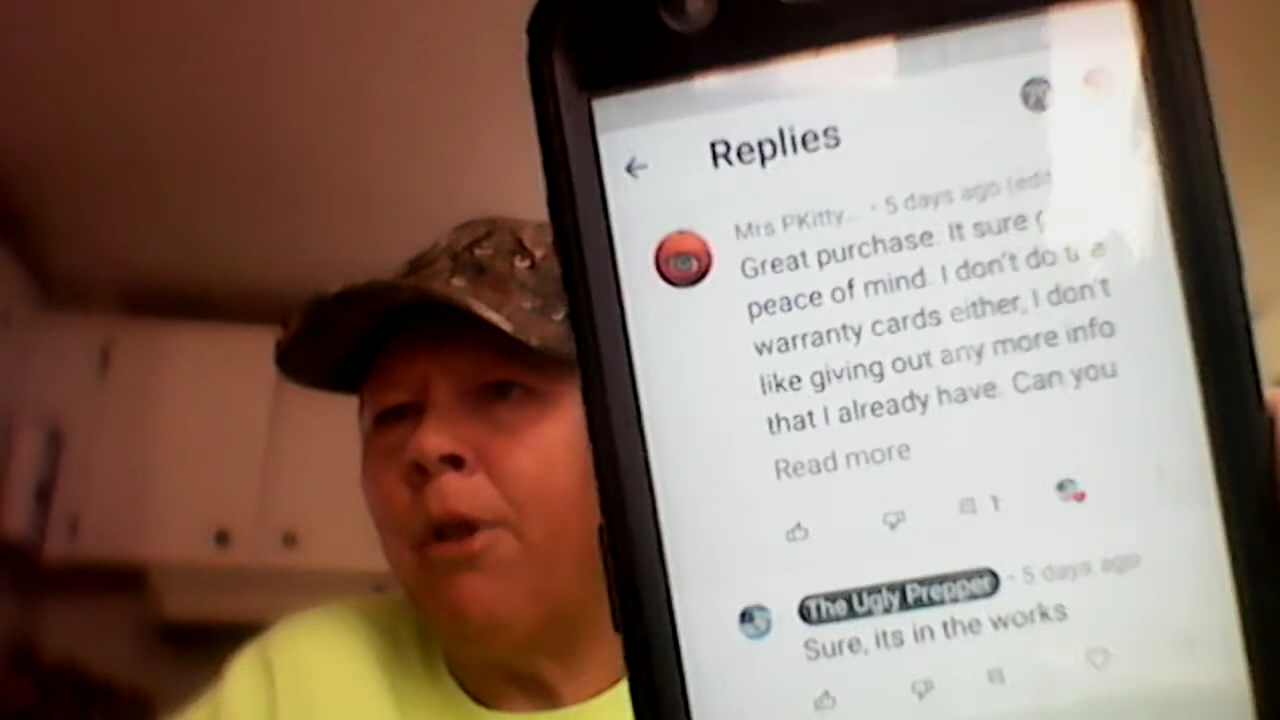 Replies
Mrs PKitty... · 5 days ago (edi
Great purchase. It sure
peace of mind. I don't do
warranty cards either, I don't
like giving out any more info
that I already have. Can you
Read more
1
The Ugly Prepper · 5 days ago
Sure, its in the works